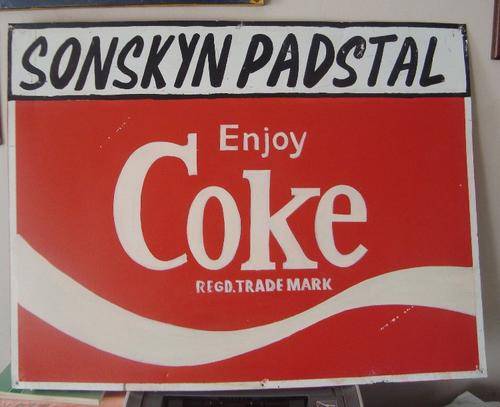 SONSKYN PADSTAL
Enjoy
Coke
REGD. TRADE MARK